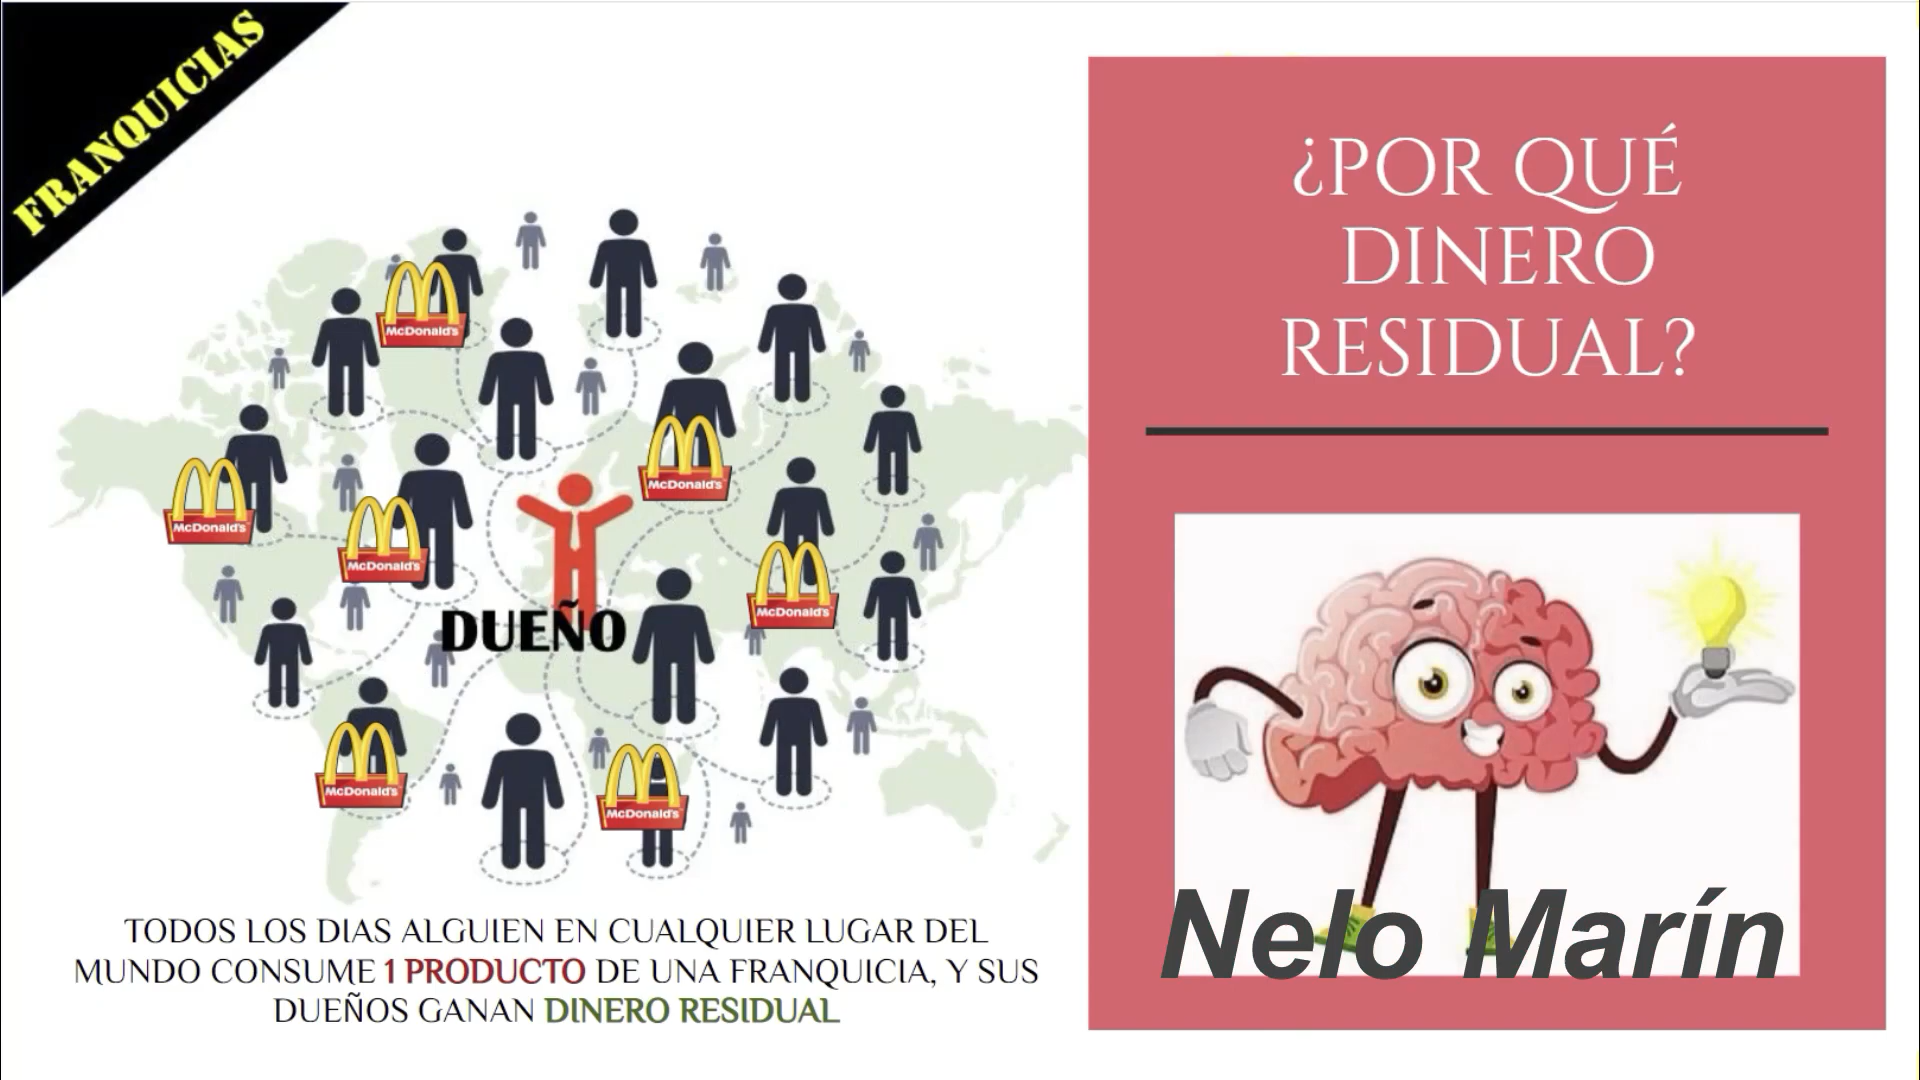 FRANQUICIAS
¿POR QUÉ
DINERO
RESIDUAL?
McDonald's
McDonald's
McDonald's
McDonald's
McDonald's
DUEÑO
McDonald's
McDonald's
TODOS LOS DIAS ALGUIEN EN CUALQUIER LUGAR DEL
MUNDO CONSUME 1 PRODUCTO DE UNA FRANQUICIA, Y SUS
DUEÑOS GANAN DINERO RESIDUAL
Nelo Marín